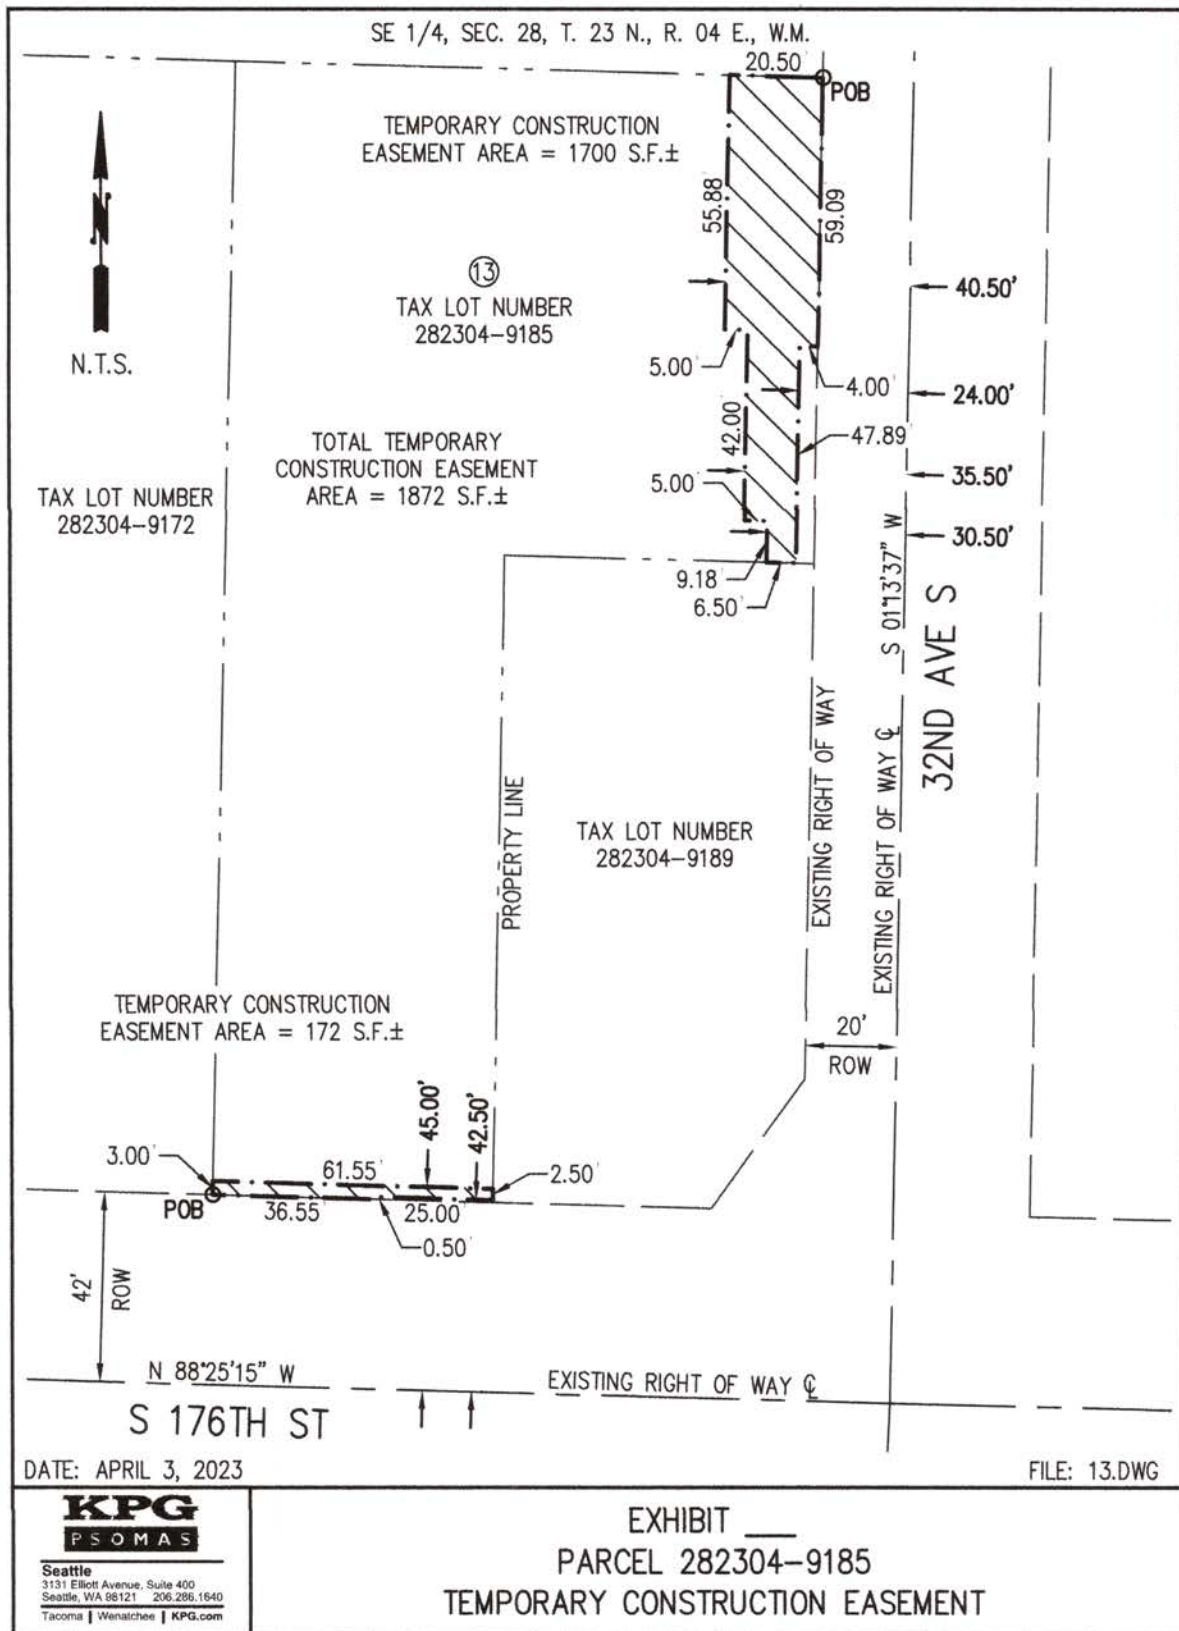 SE 1/4, SEC. 28, T. 23 N., R. 04 E., W.M.
20.50'
POB
TEMPORARY CONSTRUCTION
EASEMENT AREA = 1700 S.F.±
55.88
59.09
N
N.T.S.
13
TAX LOT NUMBER
282304-9185
40.50'
5.00'
4.00'
24.00'
42.00
47.89'
TOTAL TEMPORARY
CONSTRUCTION EASEMENT
AREA = 1872 S.F.±
35.50'
5.00'
TAX LOT NUMBER
282304-9172
30.50'
9.18'
6.50'
S 01°13'37" W
32ND AVE S
PROPERTY LINE
EXISTING RIGHT OF WAY
EXISTING RIGHT OF WAY ℄
TAX LOT NUMBER
282304-9189
TEMPORARY CONSTRUCTION
EASEMENT AREA = 172 S.F.±
20'
ROW
45.00'
42.50'
3.00'
61.55'
2.50'
POB
36.55'
25.00'
0.50'
42'
ROW
N 88°25'15" W
EXISTING RIGHT OF WAY ℄
S 176TH ST
DATE: APRIL 3, 2023
FILE: 13.DWG
KPG
PSOMAS
Seattle
3131 Elliott Avenue, Suite 400
Seattle, WA 98121 206.286.1640
Tacoma | Wenatchee | KPG.com
EXHIBIT ___
PARCEL 282304-9185
TEMPORARY CONSTRUCTION EASEMENT